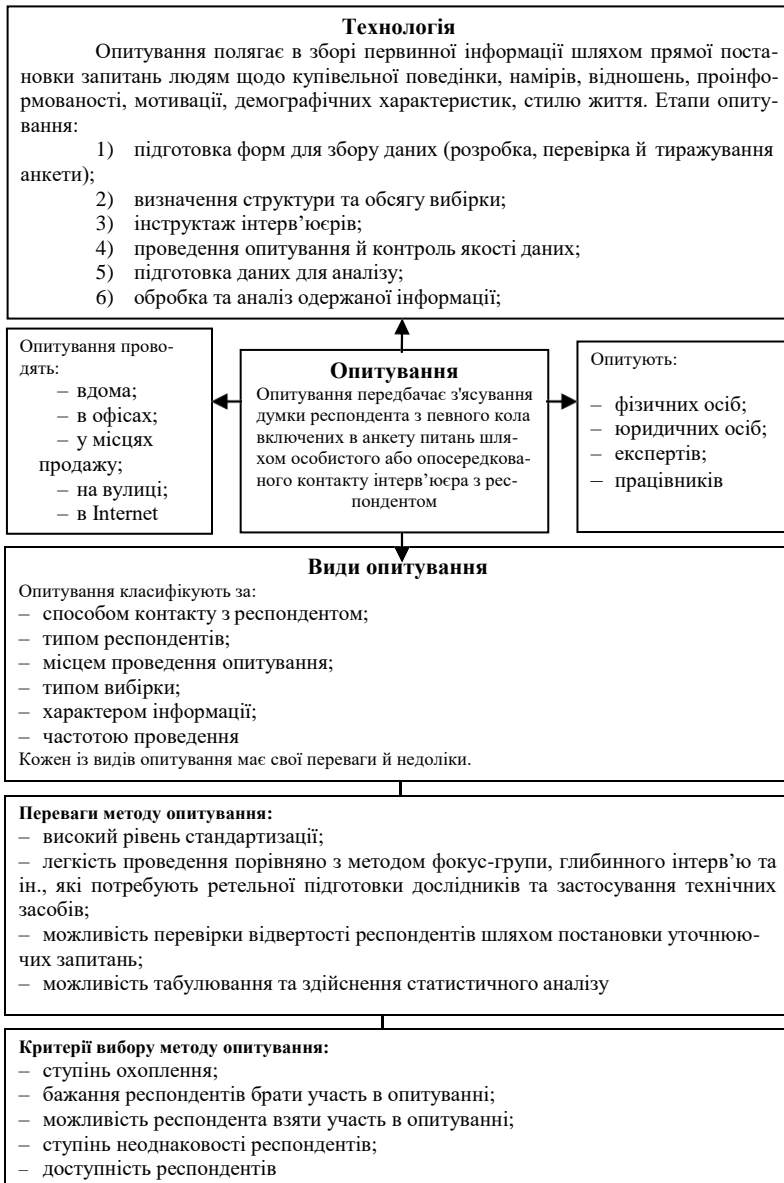 Технологія
Опитування полягає в зборі первинної інформації шляхом прямої поста-
новки запитань людям щодо купівельної поведінки, намірів, відношень, проінфор-
мованості, мотивації, демографічних характеристик, стилю життя. Етапи опиту-
вання:
1) підготовка форм для збору даних (розробка, перевірка й тиражування
анкети);
2) визначення структури та обсягу вибірки;
3) інструктаж інтерв’юєрів;
4) проведення опитування й контроль якості даних;
5) підготовка даних для аналізу;
6) обробка та аналіз одержаної інформації;
Опитування прово-
дять:
– вдома;
– в офісах;
– у місцях
продажу;
– на вулиці;
– в Internet
Опитування
Опитування передбачає з'ясування
думки респондента з певного кола
включених в анкету питань шля-
хом особистого або опосередкова-
ного контакту інтерв’юєра з рес-
пондентом
Опитують:
– фізичних осіб;
– юридичних осіб;
– експертів;
– працівників
Види опитування
Опитування класифікують за:
– способом контакту з респондентом;
– типом респондентів;
– місцем проведення опитування;
– типом вибірки;
– характером інформації;
– частотою проведення
Кожен із видів опитування має свої переваги й недоліки.
Переваги методу опитування:
– високий рівень стандартизації;
– легкість проведення порівняно з методом фокус-групи, глибинного інтерв’ю та
ін., які потребують ретельної підготовки дослідників та застосування технічних
засобів;
– можливість перевірки відвертості респондентів шляхом постановки уточнюю-
чих запитань;
– можливість табулювання та здійснення статистичного аналізу
Критерії вибору методу опитування:
– ступінь охоплення;
– бажання респондентів брати участь в опитуванні;
– можливість респондента взяти участь в опитуванні;
– ступінь неоднаковості респондентів;
– доступність респондентів